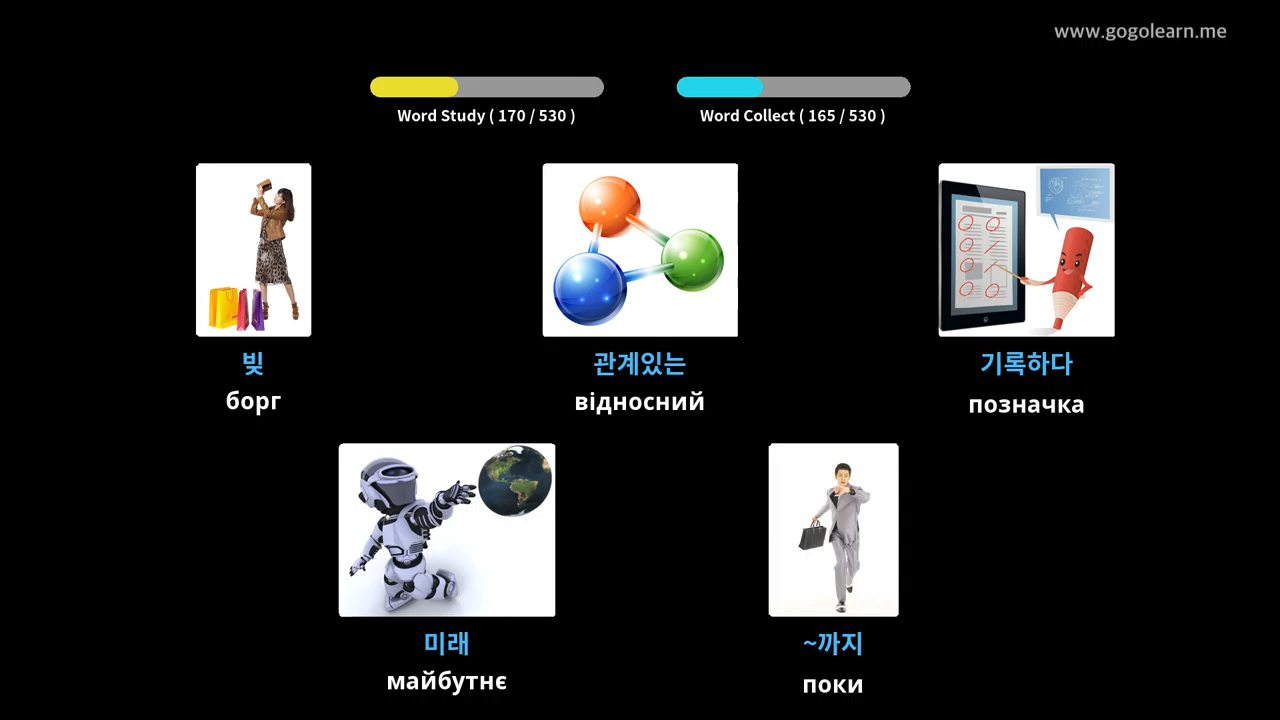 www.gogolearn.me
Word Study ( 170 / 530 )
Word Collect ( 165 / 530 )
빚
борг
관계있는
відносний
기록하다
позначка
미래
майбутнє
~까지
поки